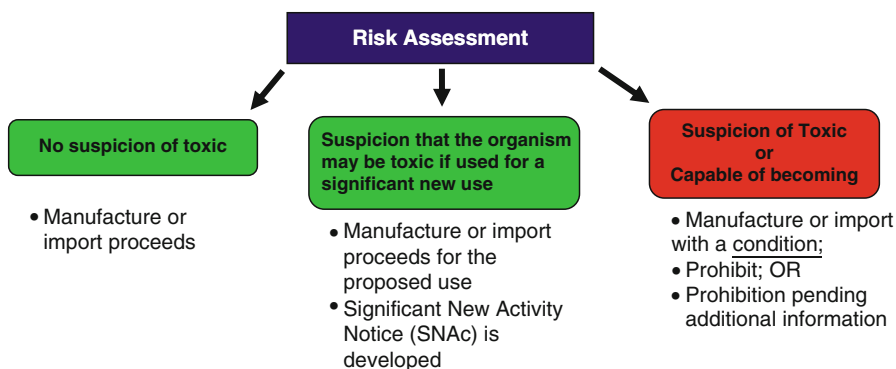 Risk Assessment
No suspicion of toxic
• Manufacture or
import proceeds
Suspicion that the organism
may be toxic if used for a
significant new use
• Manufacture or import
proceeds for the
proposed use
• Significant New Activity
Notice (SNAc) is
developed
Suspicion of Toxic
or
Capable of becoming
• Manufacture or import
with a condition;
• Prohibit; OR
• Prohibition pending
additional information